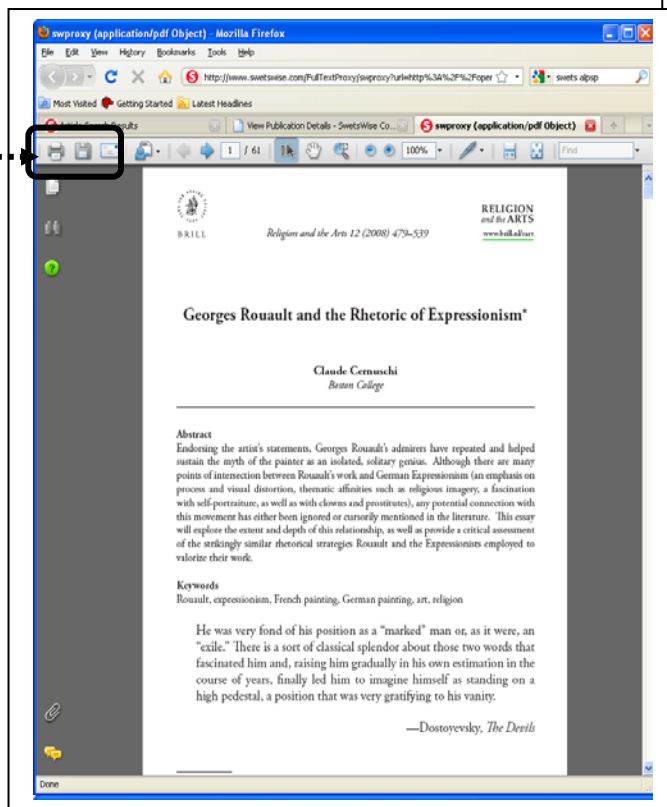 swproxy (application/pdf Object) - Mozilla Firefox
File Edit View History Bookmarks Tools Help
http://www.swetswise.com/FullTextProxy/swproxy?url=http%3A%2F%2Foper
swets alpsp
Most Visited Getting Started Latest Headlines
View Publication Details - SwetsWise Co...
swproxy (application/pdf Object)
1 / 61 100% Find
BRILL
Religion and the Arts 12 (2008) 479–539
RELIGION
and the ARTS
www.brill.nl/rart
Georges Rouault and the Rhetoric of Expressionism*
Claude Cernuschi
Boston College
Abstract
Endorsing the artist's statements, Georges Rouault's admirers have repeated and helped
sustain the myth of the painter as an isolated, solitary genius. Although there are many
points of intersection between Rouault's work and German Expressionism (an emphasis on
process and visual distortion, thematic affinities such as religious imagery, a fascination
with self-portraiture, as well as with clowns and prostitutes), any potential connection with
this movement has either been ignored or cursorily mentioned in the literature. This essay
will explore the extent and depth of this relationship, as well as provide a critical assessment
of the strikingly similar rhetorical strategies Rouault and the Expressionists employed to
valorize their work.
Keywords
Rouault, expressionism, French painting, German painting, art, religion
He was very fond of his position as a “marked” man or, as it were, an
“exile.” There is a sort of classical splendor about those two words that
fascinated him and, raising him gradually in his own estimation in the
course of years, finally led him to imagine himself as standing on a
high pedestal, a position that was very gratifying to his vanity.
—Dostoyevsky, The Devils
Done